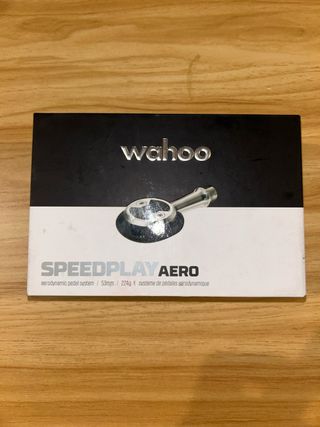 wahoo
SPEEDPLAY AERO
aerodynamic pedal system / 53mm / 224g / système de pédales aérodynamique